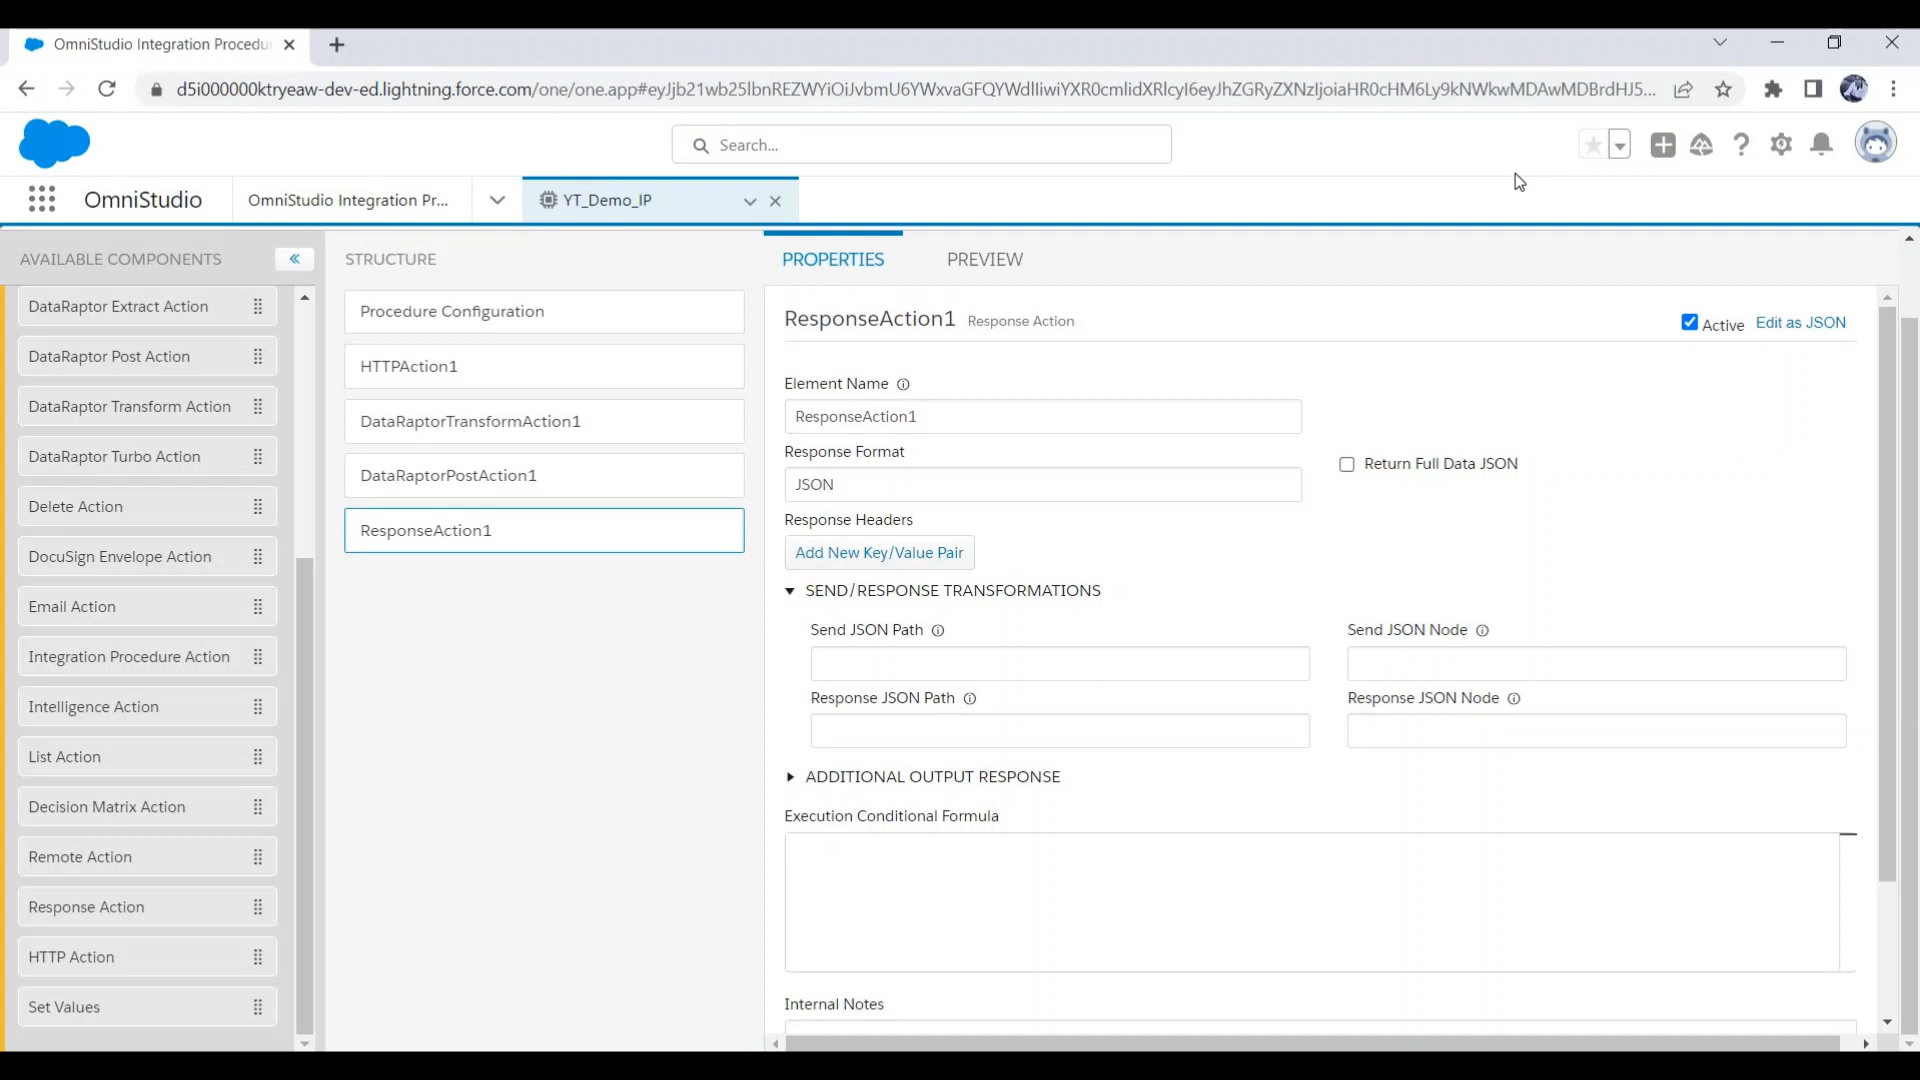 OmniStudio Integration Procedu
d5i000000ktryeaw-dev-ed.lightning.force.com/one/one.app#eyJjb21wb25lbnREZWYiOiJvbmU6YWxvaGFQYWdlIiwiYXR0cmlidXRlcyI6eyJhZGRyZXNzIjoiaHR0cHM6Ly9kNWkwMDAwMDBrdHJ5...
Search...
OmniStudio
OmniStudio Integration Pr...
YT_Demo_IP
AVAILABLE COMPONENTS
DataRaptor Extract Action
DataRaptor Post Action
DataRaptor Transform Action
DataRaptor Turbo Action
Delete Action
DocuSign Envelope Action
Email Action
Integration Procedure Action
Intelligence Action
List Action
Decision Matrix Action
Remote Action
Response Action
HTTP Action
Set Values
STRUCTURE
Procedure Configuration
HTTPAction1
DataRaptorTransformAction1
DataRaptorPostAction1
ResponseAction1
PROPERTIES
PREVIEW
ResponseAction1 Response Action
Active Edit as JSON
Element Name
ResponseAction1
Response Format
JSON
Return Full Data JSON
Response Headers
Add New Key/Value Pair
SEND/RESPONSE TRANSFORMATIONS
Send JSON Path
Send JSON Node
Response JSON Path
Response JSON Node
ADDITIONAL OUTPUT RESPONSE
Execution Conditional Formula
Internal Notes